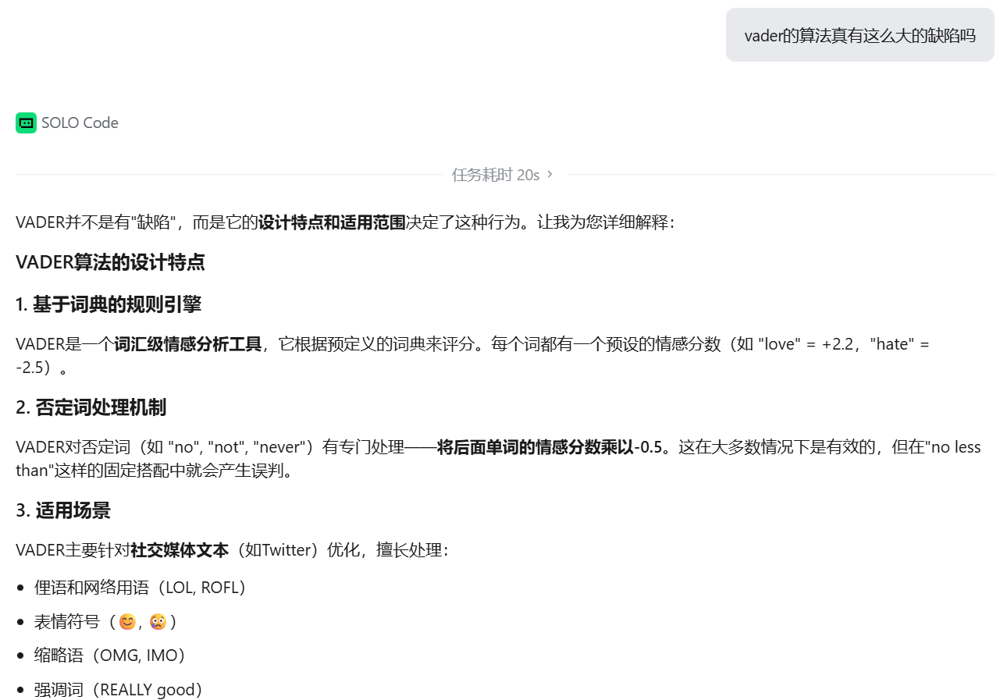 vader的算法真有这么大的缺陷吗
SOLO Code
任务耗时 20s
VADER并不是有"缺陷"，而是它的设计特点和适用范围决定了这种行为。让我为您详细解释：
VADER算法的设计特点
1. 基于词典的规则引擎
VADER是一个词汇级情感分析工具，它根据预定义的词典来评分。每个词都有一个预设的情感分数（如 "love" = +2.2，"hate" =
-2.5）。
2. 否定词处理机制
VADER对否定词（如 "no", "not", "never"）有专门处理——将后面单词的情感分数乘以-0.5。这在大多数情况下是有效的，但在"no less
than"这样的固定搭配中就会产生误判。
3. 适用场景
VADER主要针对社交媒体文本（如Twitter）优化，擅长处理：
• 俚语和网络用语（LOL, ROFL）
• 表情符号（😊, 😢）
• 缩略语（OMG, IMO）
• 强调词（REALLY good）